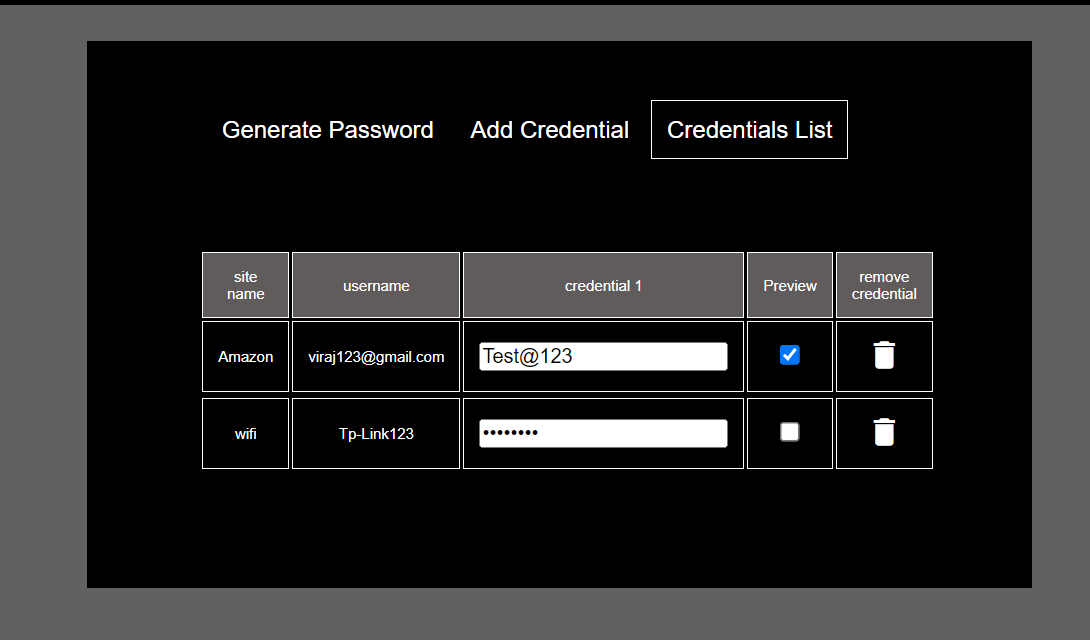 Generate Password Add Credential Credentials List
site name username credential 1 Preview remove credential
Amazon viraj123@gmail.com Test@123
wifi Tp-Link123 ••••••••